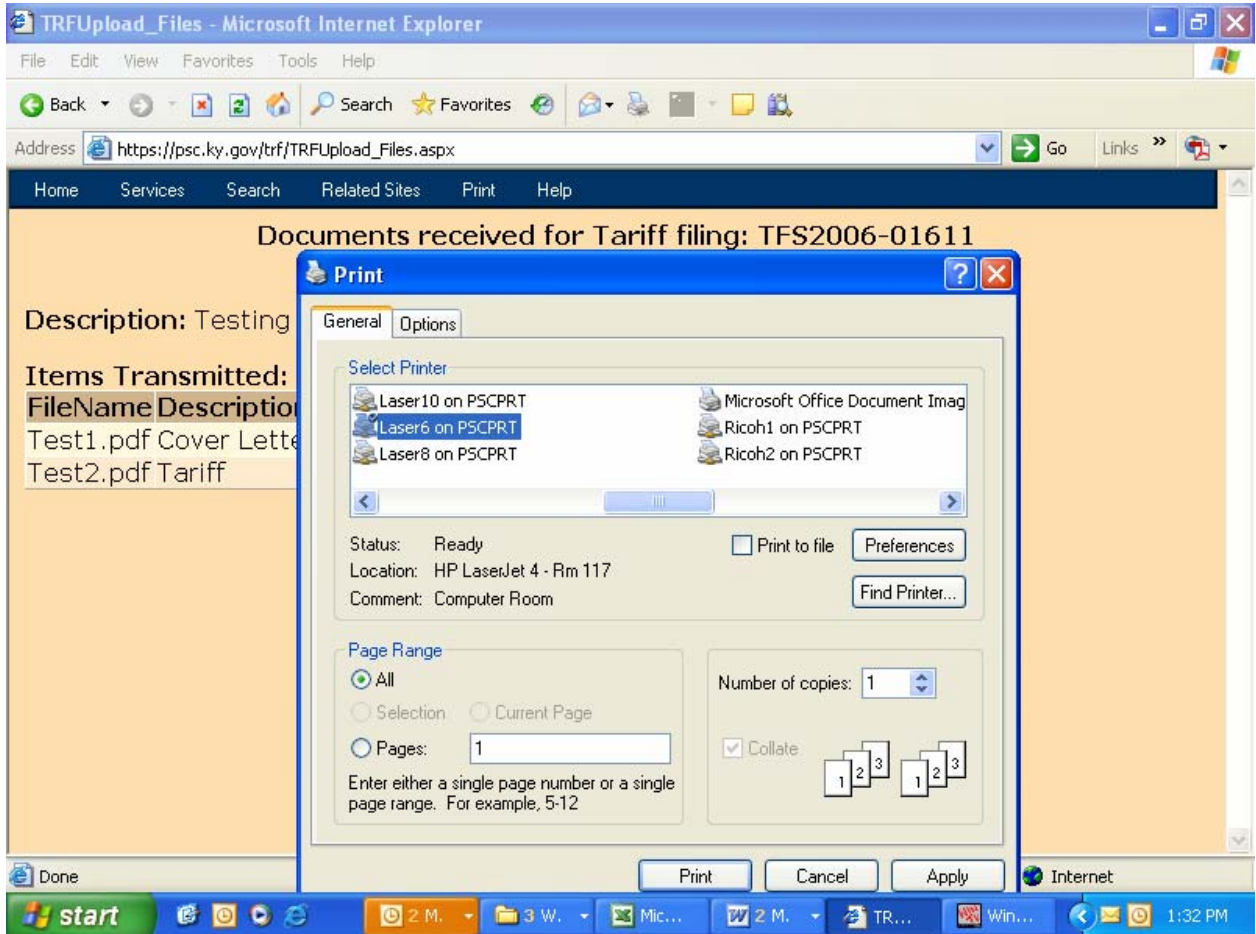 TRFUpload_Files - Microsoft Internet Explorer
File Edit View Favorites Tools Help
Back Search Favorites
Address https://psc.ky.gov/trf/TRFUpload_Files.aspx Go Links »
Home Services Search Related Sites Print Help
Documents received for Tariff filing: TFS2006-01611
Description: Testing
Items Transmitted:
FileName Descriptio
Test1.pdf Cover Lette
Test2.pdf Tariff
Print
General Options
Select Printer
Laser10 on PSCPRT Microsoft Office Document Imag
Laser6 on PSCPRT Ricoh1 on PSCPRT
Laser8 on PSCPRT Ricoh2 on PSCPRT
Status: Ready Print to file Preferences
Location: HP LaserJet 4 - Rm 117
Comment: Computer Room Find Printer...
Page Range
All Number of copies: 1
Selection Current Page
Pages: 1 Collate
1 2 3 1 2 3
Enter either a single page number or a single
page range. For example, 5-12
Print Cancel Apply
Done Internet
start 2 M. 3 W. Mic... 2 M. TR... Win... 1:32 PM